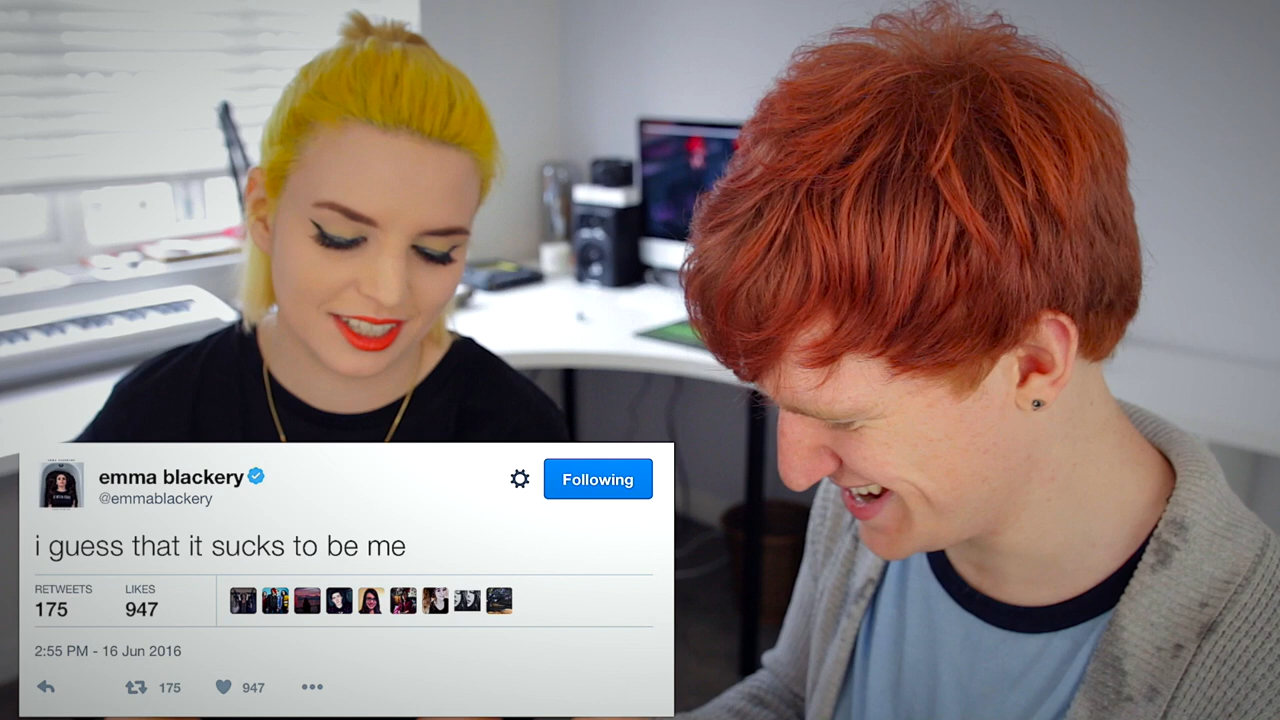 emma blackery
@emmablackery
Following
i guess that it sucks to be me
RETWEETS LIKES
175 947
2:55 PM - 16 Jun 2016
175 947